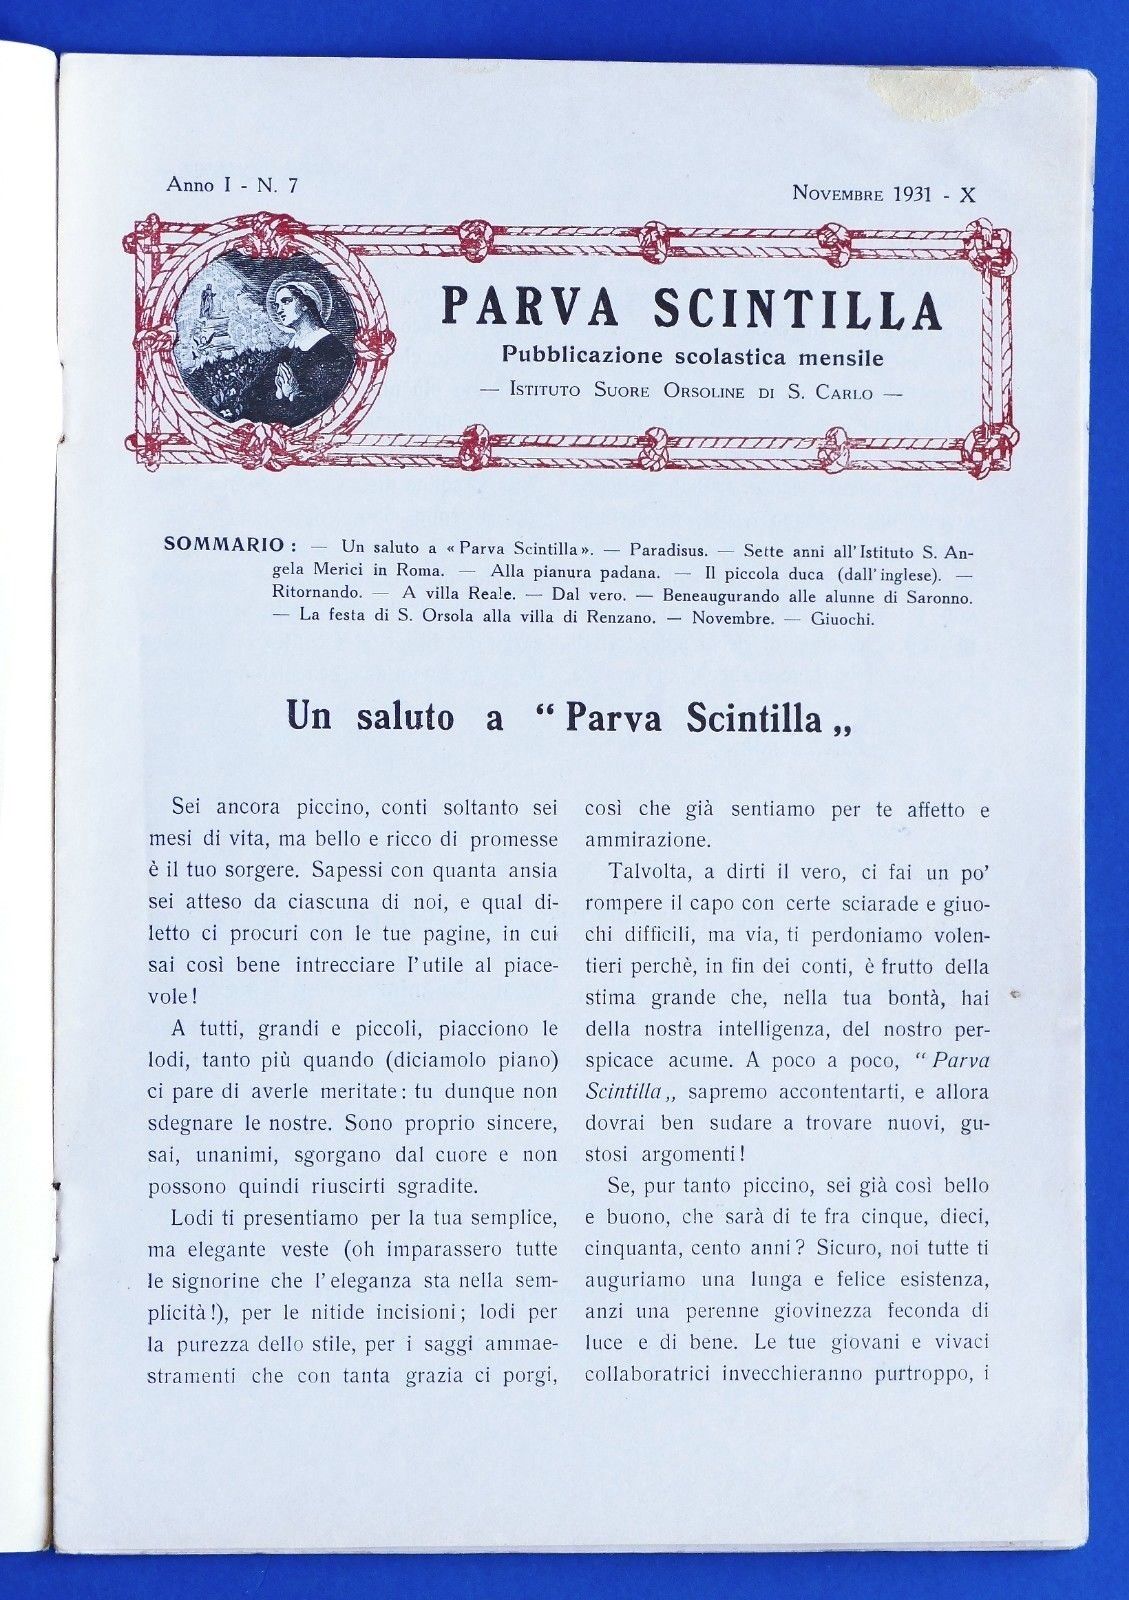 Anno I - N. 7
Novembre 1931 - X
PARVA SCINTILLA
Pubblicazione scolastica mensile
— Istituto Suore Orsoline di S. Carlo —
SOMMARIO : — Un saluto a « Parva Scintilla ». — Paradisus. — Sette anni all'Istituto S. An-
gela Merici in Roma. — Alla pianura padana. — Il piccola duca (dall'inglese). —
Ritornando. — A villa Reale. — Dal vero. — Beneaugurando alle alunne di Saronno.
— La festa di S. Orsola alla villa di Renzano. — Novembre. — Giuochi.
Un saluto a “ Parva Scintilla „
Sei ancora piccino, conti soltanto sei
mesi di vita, ma bello e ricco di promesse
è il tuo sorgere. Sapessi con quanta ansia
sei atteso da ciascuna di noi, e qual di-
letto ci procuri con le tue pagine, in cui
sai così bene intrecciare l'utile al piace-
vole !
A tutti, grandi e piccoli, piacciono le
lodi, tanto più quando (diciamolo piano)
ci pare di averle meritate : tu dunque non
sdegnare le nostre. Sono proprio sincere,
sai, unanimi, sgorgano dal cuore e non
possono quindi riuscirti sgradite.
Lodi ti presentiamo per la tua semplice,
ma elegante veste (oh imparassero tutte
le signorine che l'eleganza sta nella sem-
plicità !), per le nitide incisioni ; lodi per
la purezza dello stile, per i saggi ammae-
stramenti che con tanta grazia ci porgi,
così che già sentiamo per te affetto e
ammirazione.
Talvolta, a dirti il vero, ci fai un po'
rompere il capo con certe sciarade e giuo-
chi difficili, ma via, ti perdoniamo volen-
tieri perchè, in fin dei conti, è frutto della
stima grande che, nella tua bontà, hai
della nostra intelligenza, del nostro per-
spicace acume. A poco a poco, “ Parva
Scintilla „ sapremo accontentarti, e allora
dovrai ben sudare a trovare nuovi, gu-
stosi argomenti !
Se, pur tanto piccino, sei già così bello
e buono, che sarà di te fra cinque, dieci,
cinquanta, cento anni ? Sicuro, noi tutte ti
auguriamo una lunga e felice esistenza,
anzi una perenne giovinezza feconda di
luce e di bene. Le tue giovani e vivaci
collaboratrici invecchieranno purtroppo, i